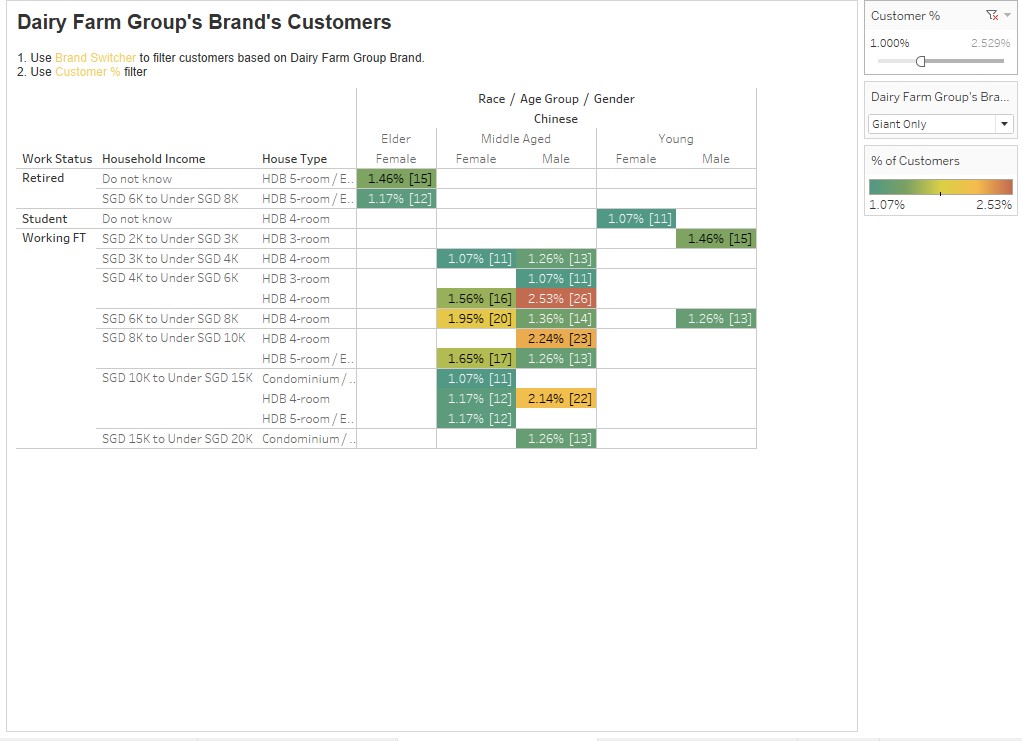 Dairy Farm Group's Brand's Customers
1. Use Brand Switcher to filter customers based on Dairy Farm Group Brand.
2. Use Customer % filter
Race / Age Group / Gender
Chinese
Elder Middle Aged Young
Work Status Household Income House Type Female Female Male Female Male
Retired Do not know HDB 5-room / E.. 1.46% [15]
SGD 6K to Under SGD 8K HDB 5-room / E.. 1.17% [12]
Student Do not know HDB 4-room 1.07% [11]
Working FT SGD 2K to Under SGD 3K HDB 3-room 1.46% [15]
SGD 3K to Under SGD 4K HDB 4-room 1.07% [11] 1.26% [13]
SGD 4K to Under SGD 6K HDB 3-room 1.07% [11]
HDB 4-room 1.56% [16] 2.53% [26]
SGD 6K to Under SGD 8K HDB 4-room 1.95% [20] 1.36% [14] 1.26% [13]
SGD 8K to Under SGD 10K HDB 4-room 2.24% [23]
HDB 5-room / E.. 1.65% [17] 1.26% [13]
SGD 10K to Under SGD 15K Condominium / .. 1.07% [11]
HDB 4-room 1.17% [12] 2.14% [22]
HDB 5-room / E.. 1.17% [12]
SGD 15K to Under SGD 20K Condominium / .. 1.26% [13]
Customer %
1.000% 2.529%
Dairy Farm Group's Bra...
Giant Only
% of Customers
1.07% 2.53%